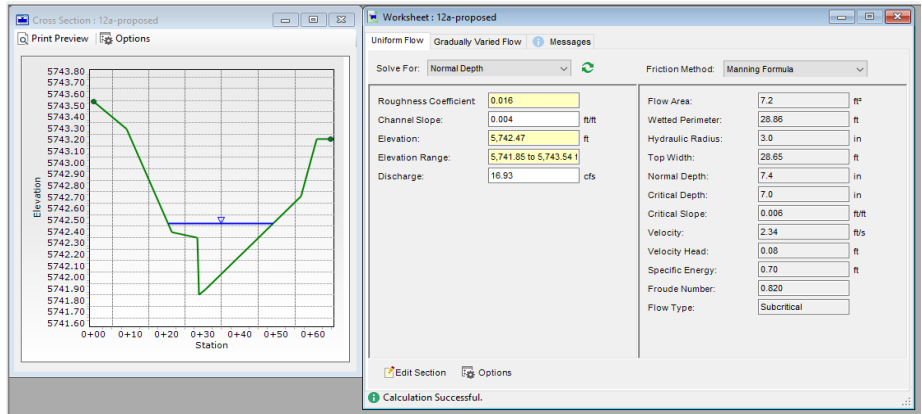 Cross Section : 12a-proposed
Print Preview Options
5743.80
5743.70
5743.60
5743.50
5743.40
5743.30
5743.20
5743.10
5743.00
5742.90
5742.80
5742.70
5742.60
5742.50
5742.40
5742.30
5742.20
5742.10
5742.00
5741.90
5741.80
5741.70
5741.60
Elevation
0+00 0+10 0+20 0+30 0+40 0+50 0+60
Station
Worksheet : 12a-proposed
Uniform Flow Gradually Varied Flow Messages
Solve For: Normal Depth Friction Method: Manning Formula
Roughness Coefficient 0.016
Channel Slope: 0.004 ft/ft
Elevation: 5,742.47 ft
Elevation Range: 5,741.85 to 5,743.54 f
Discharge: 16.93 cfs
Flow Area: 7.2 ft²
Wetted Perimeter: 28.86 ft
Hydraulic Radius: 3.0 in
Top Width: 28.65 ft
Normal Depth: 7.4 in
Critical Depth: 7.0 in
Critical Slope: 0.006 ft/ft
Velocity: 2.34 ft/s
Velocity Head: 0.08 ft
Specific Energy: 0.70 ft
Froude Number: 0.820
Flow Type: Subcritical
Edit Section Options
Calculation Successful.